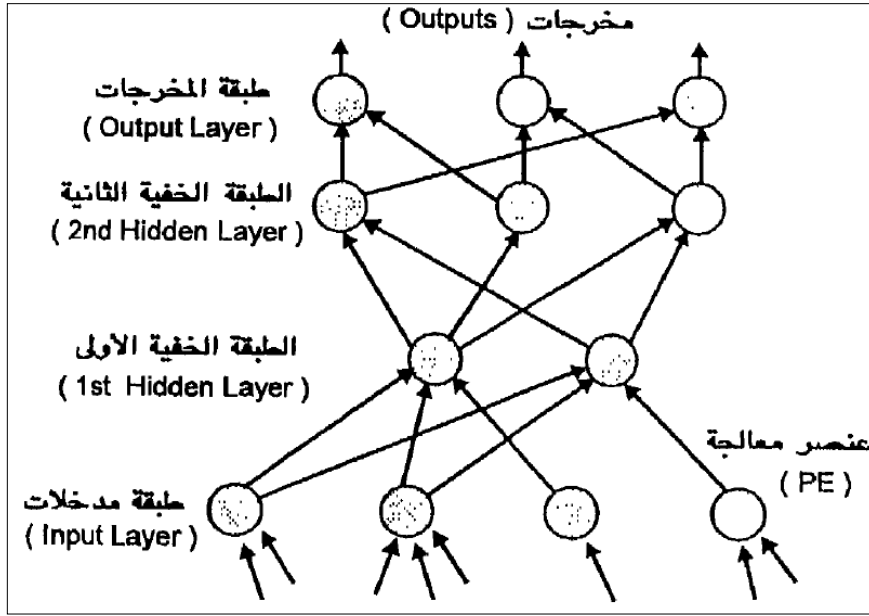 مخرجات ( Outputs )
طبقة المخرجات
( Output Layer )
الطبقة الخفية الثانية
( 2nd Hidden Layer )
الطبقة الخفية الأولى
( 1st Hidden Layer )
عنصر معالجة
( PE )
طبقة مدخلات
( Input Layer )